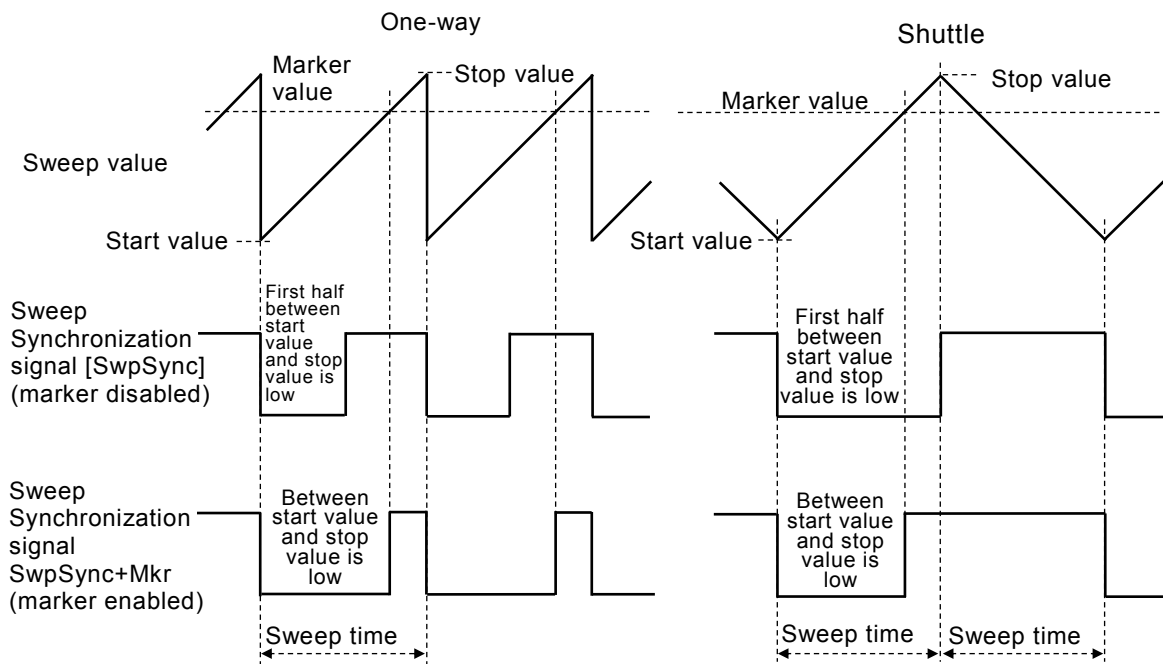 One-way
Shuttle
Marker
value
Stop value
Stop value
Marker value
Sweep value
Start value
Start value
Sweep
Synchronization
signal [SwpSync]
(marker disabled)
First half
between
start
value
and stop
value is
low
First half
between
start value
and stop
value is low
Sweep
Synchronization
signal
SwpSync+Mkr
(marker enabled)
Between
start value
and stop
value is
low
Between
start value
and stop
value is
low
Sweep time
Sweep time
Sweep time